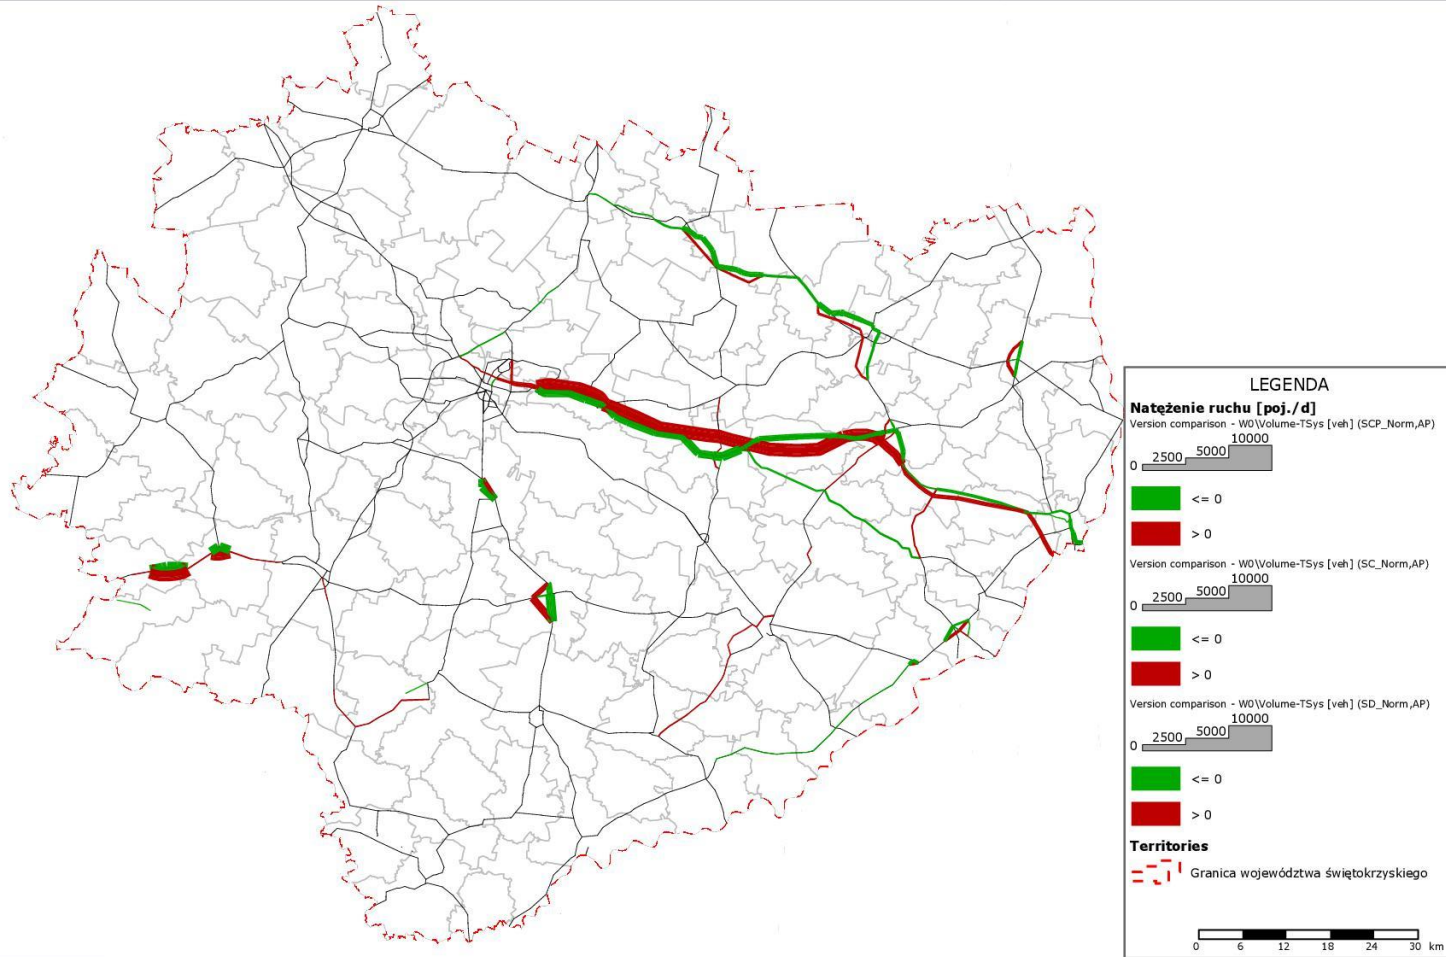 LEGENDA
Natężenie ruchu [poj./d]
Version comparison - W0\Volume-TSys [veh] (SCP_Norm,AP)
0 2500 5000 10000
<= 0
> 0
Version comparison - W0\Volume-TSys [veh] (SC_Norm,AP)
0 2500 5000 10000
<= 0
> 0
Version comparison - W0\Volume-TSys [veh] (SD_Norm,AP)
0 2500 5000 10000
<= 0
> 0
Territories
Granica województwa świętokrzyskiego
0 6 12 18 24 30 km